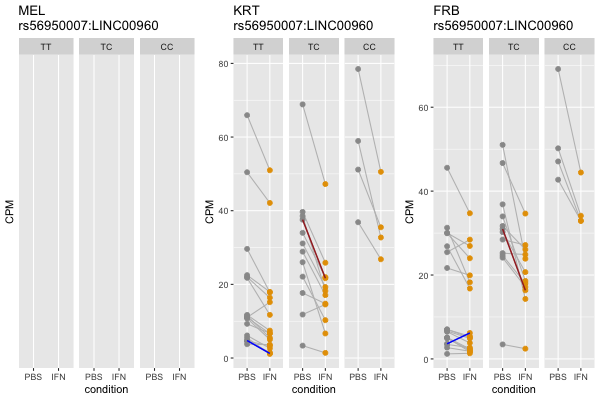 MEL
rs56950007:LINC00960
TT TC CC
CPM
PBS IFN PBS IFN PBS IFN
condition
KRT
rs56950007:LINC00960
TT TC CC
80
60
40
20
0
CPM
PBS IFN PBS IFN PBS IFN
condition
FRB
rs56950007:LINC00960
TT TC CC
60
40
20
0
CPM
PBS IFN PBS IFN PBS IFN
condition